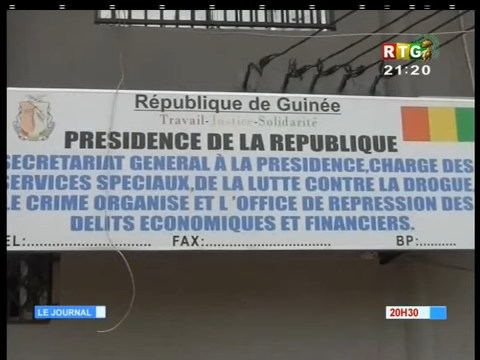 RTG
21:20
République de Guinée
Travail-Justice-Solidarité
PRESIDENCE DE LA REPUBLIQUE
SECRETARIAT GENERAL À LA PRESIDENCE,CHARGE DES
SERVICES SPECIAUX,DE LA LUTTE CONTRE LA DROGUE,
LE CRIME ORGANISE ET L'OFFICE DE REPRESSION DES
DELITS ECONOMIQUES ET FINANCIERS.
EL:............................ FAX:............................ BP:.........
LE JOURNAL 20H30